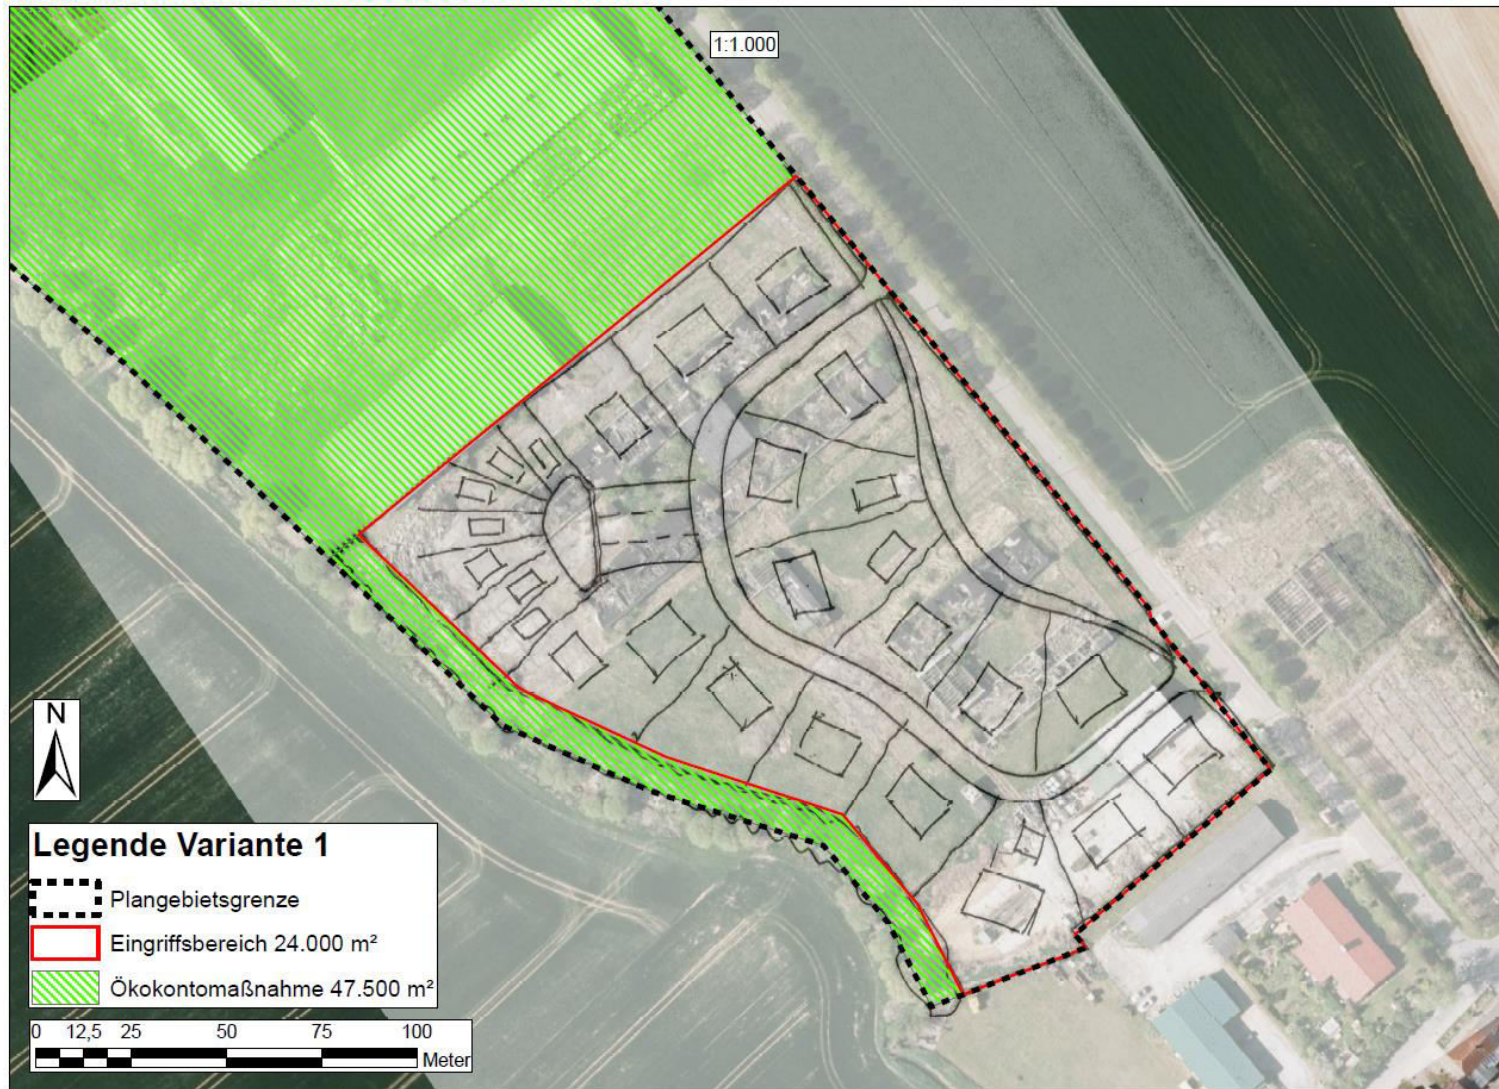 1:1.000
N
Legende Variante 1
Plangebietsgrenze
Eingriffsbereich 24.000 m²
Ökokontomaßnahme 47.500 m²
0 12,5 25 50 75 100
Meter